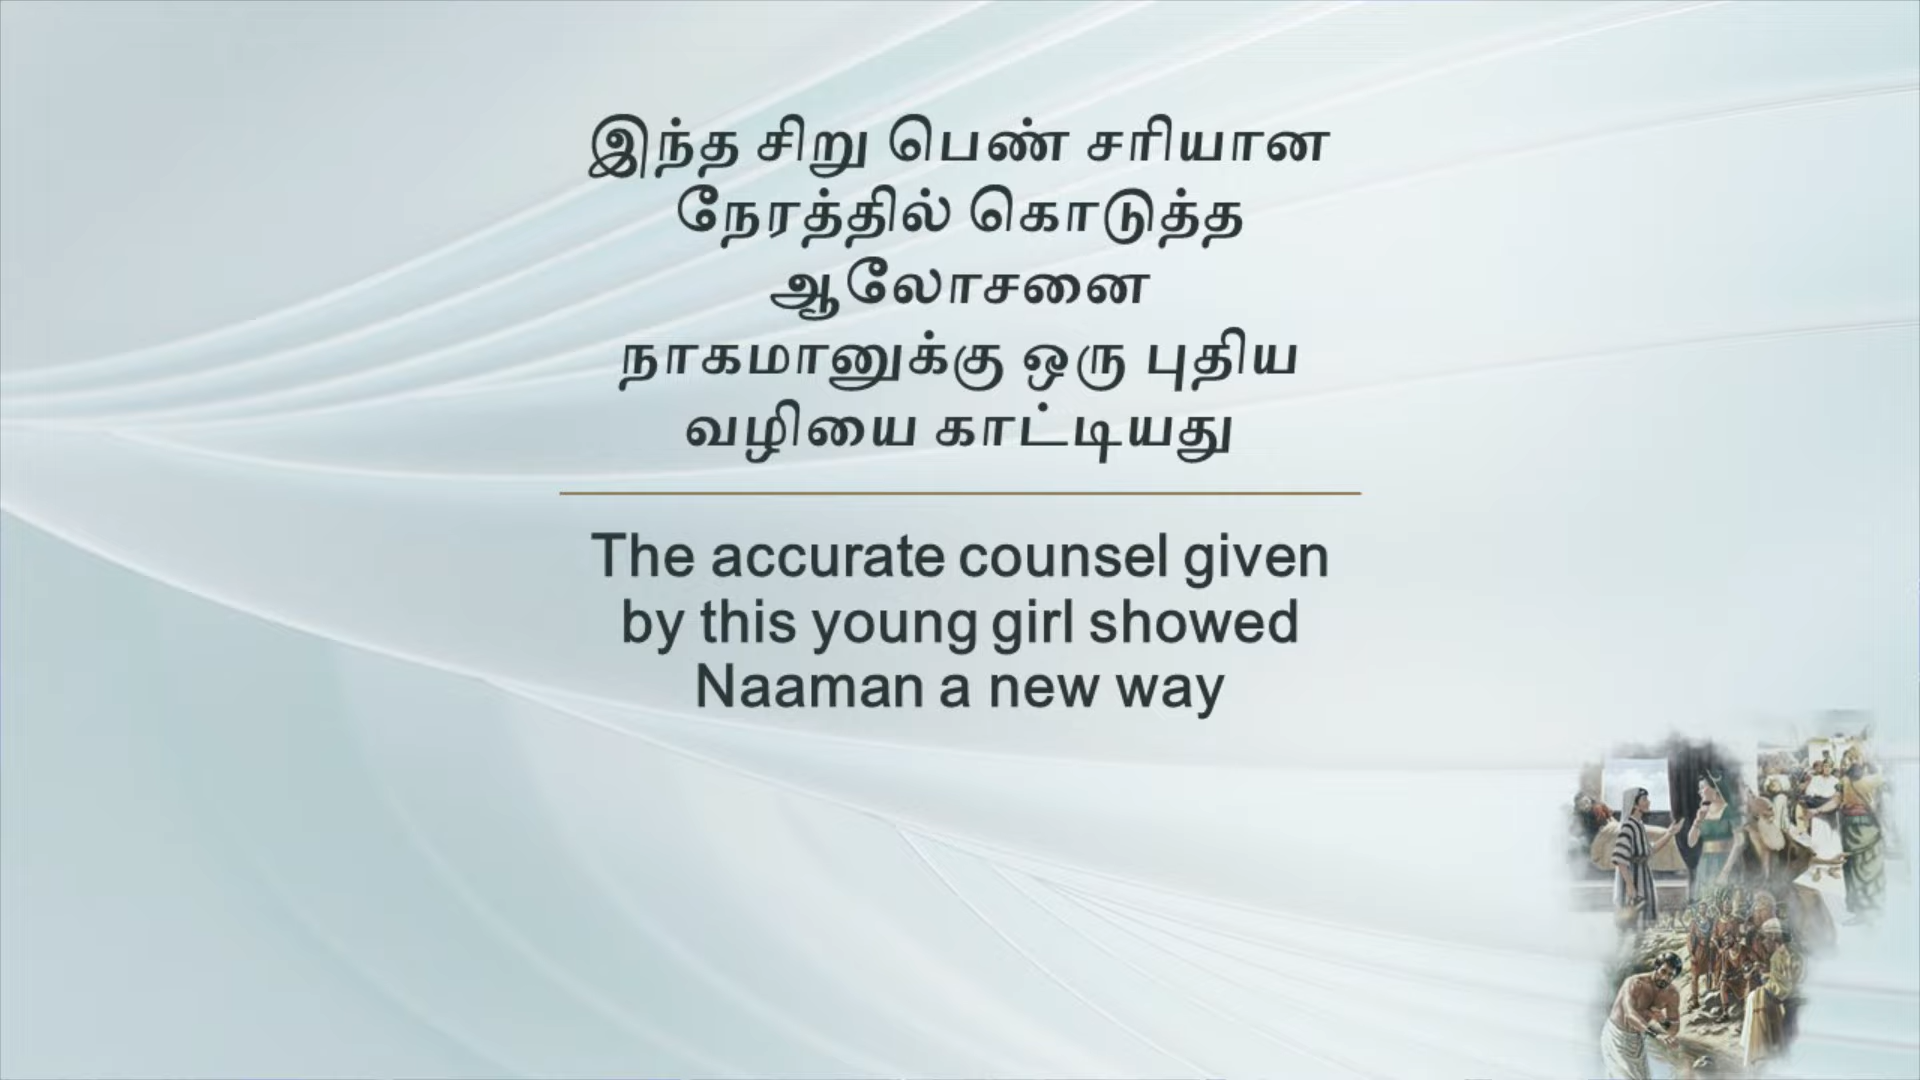 இந்த சிறு பெண் சரியான
நேரத்தில் கொடுத்த
ஆலோசனை
நாகமானுக்கு ஒரு புதிய
வழியை காட்டியது
The accurate counsel given
by this young girl showed
Naaman a new way